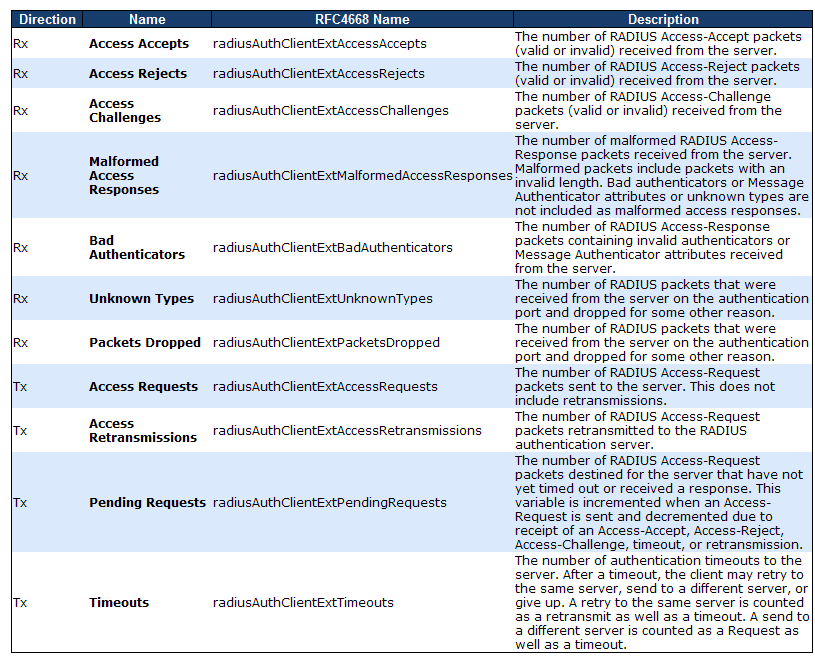 Direction Name RFC4668 Name Description
Rx Access Accepts radiusAuthClientExtAccessAccepts The number of RADIUS Access-Accept packets
(valid or invalid) received from the server.
Rx Access Rejects radiusAuthClientExtAccessRejects The number of RADIUS Access-Reject packets
(valid or invalid) received from the server.
Rx Access
Challenges radiusAuthClientExtAccessChallenges The number of RADIUS Access-Challenge
packets (valid or invalid) received from the
server.
Rx Malformed
Access
Responses radiusAuthClientExtMalformedAccessResponses The number of malformed RADIUS Access-
Response packets received from the server.
Malformed packets include packets with an
invalid length. Bad authenticators or Message
Authenticator attributes or unknown types are
not included as malformed access responses.
Rx Bad
Authenticators radiusAuthClientExtBadAuthenticators The number of RADIUS Access-Response
packets containing invalid authenticators or
Message Authenticator attributes received
from the server.
Rx Unknown Types radiusAuthClientExtUnknownTypes The number of RADIUS packets that were
received from the server on the authentication
port and dropped for some other reason.
Rx Packets Dropped radiusAuthClientExtPacketsDropped The number of RADIUS packets that were
received from the server on the authentication
port and dropped for some other reason.
Tx Access Requests radiusAuthClientExtAccessRequests The number of RADIUS Access-Request
packets sent to the server. This does not
include retransmissions.
Tx Access
Retransmissions radiusAuthClientExtAccessRetransmissions The number of RADIUS Access-Request
packets retransmitted to the RADIUS
authentication server.
Tx Pending Requests radiusAuthClientExtPendingRequests The number of RADIUS Access-Request
packets destined for the server that have not
yet timed out or received a response. This
variable is incremented when an Access-
Request is sent and decremented due to
receipt of an Access-Accept, Access-Reject,
Access-Challenge, timeout, or retransmission.
Tx Timeouts radiusAuthClientExtTimeouts The number of authentication timeouts to the
server. After a timeout, the client may retry to
the same server, send to a different server, or
give up. A retry to the same server is counted
as a retransmit as well as a timeout. A send to
a different server is counted as a Request as
well as a timeout.